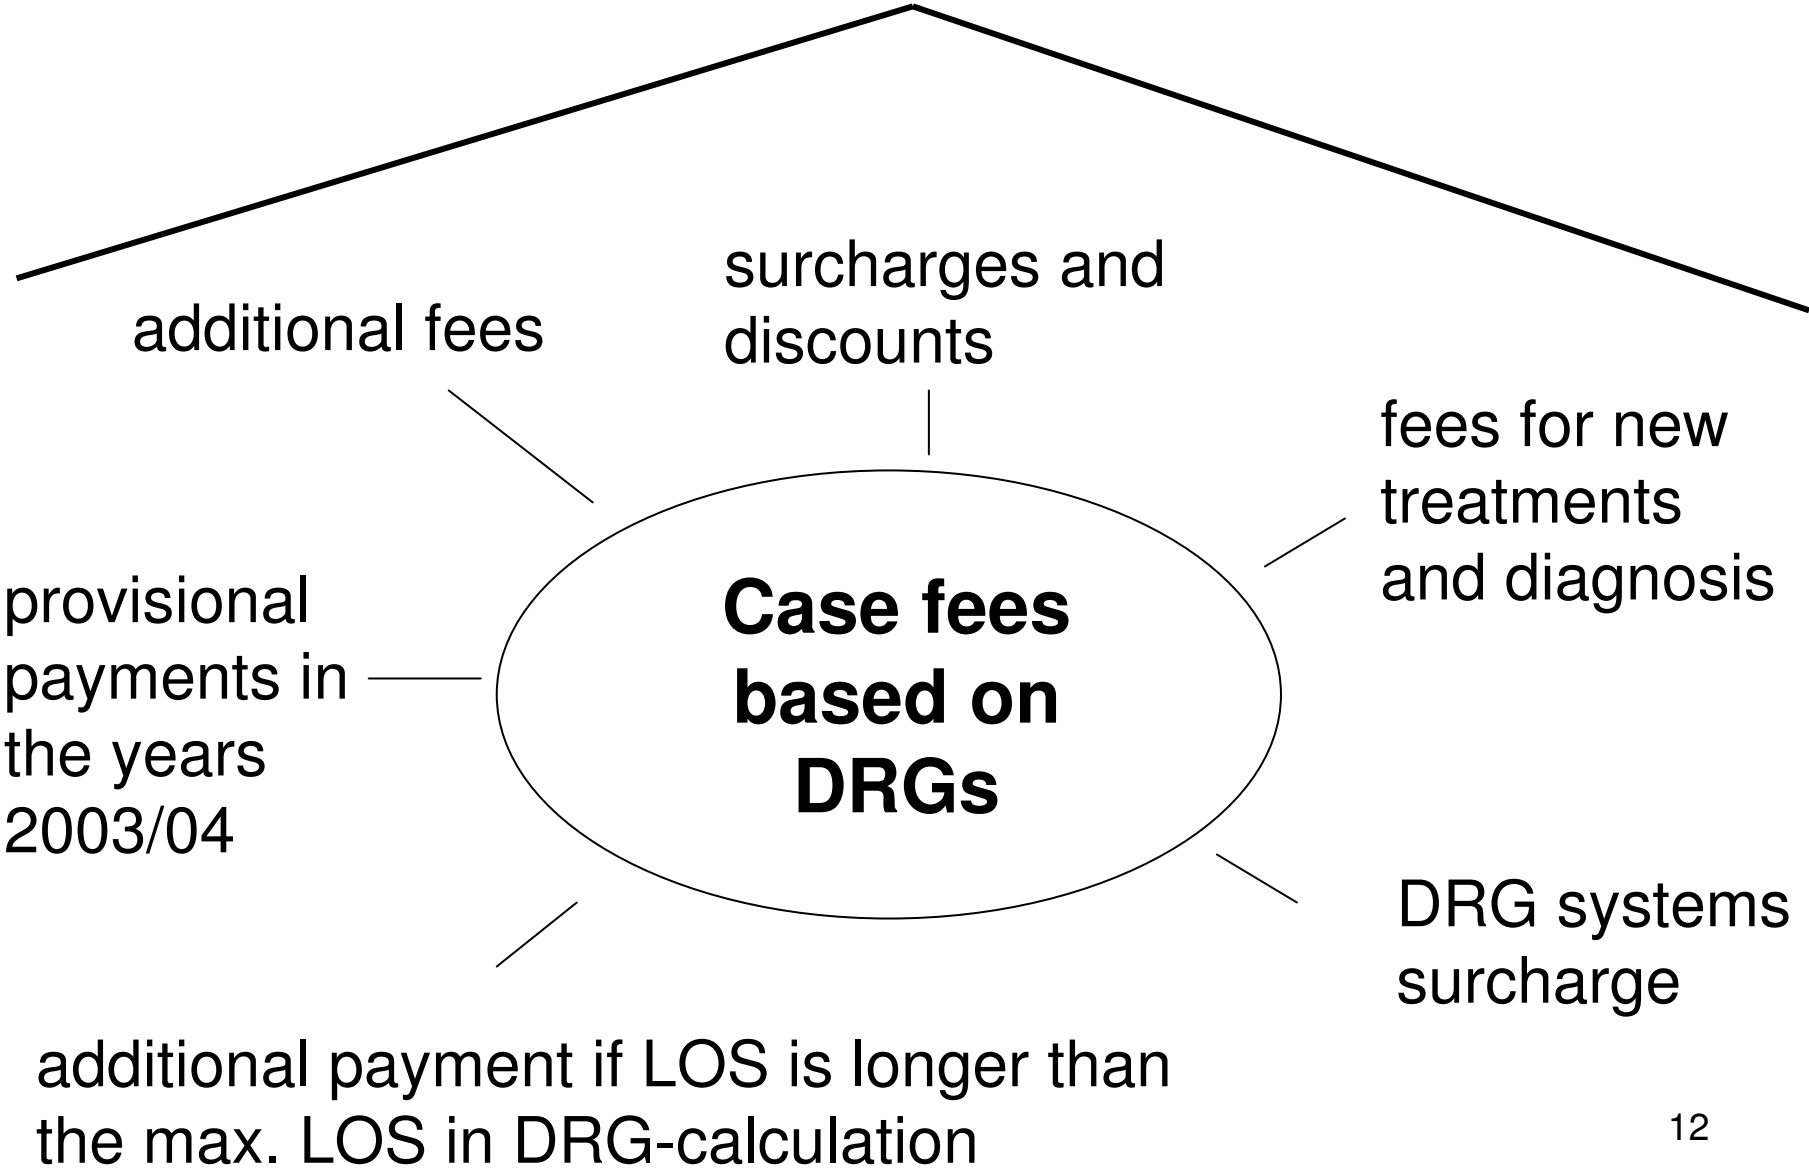 surcharges and
discounts
additional fees
fees for new
treatments
and diagnosis
provisional
payments in
the years
2003/04
Case fees
based on
DRGs
DRG systems
surcharge
additional payment if LOS is longer than
the max. LOS in DRG-calculation
12